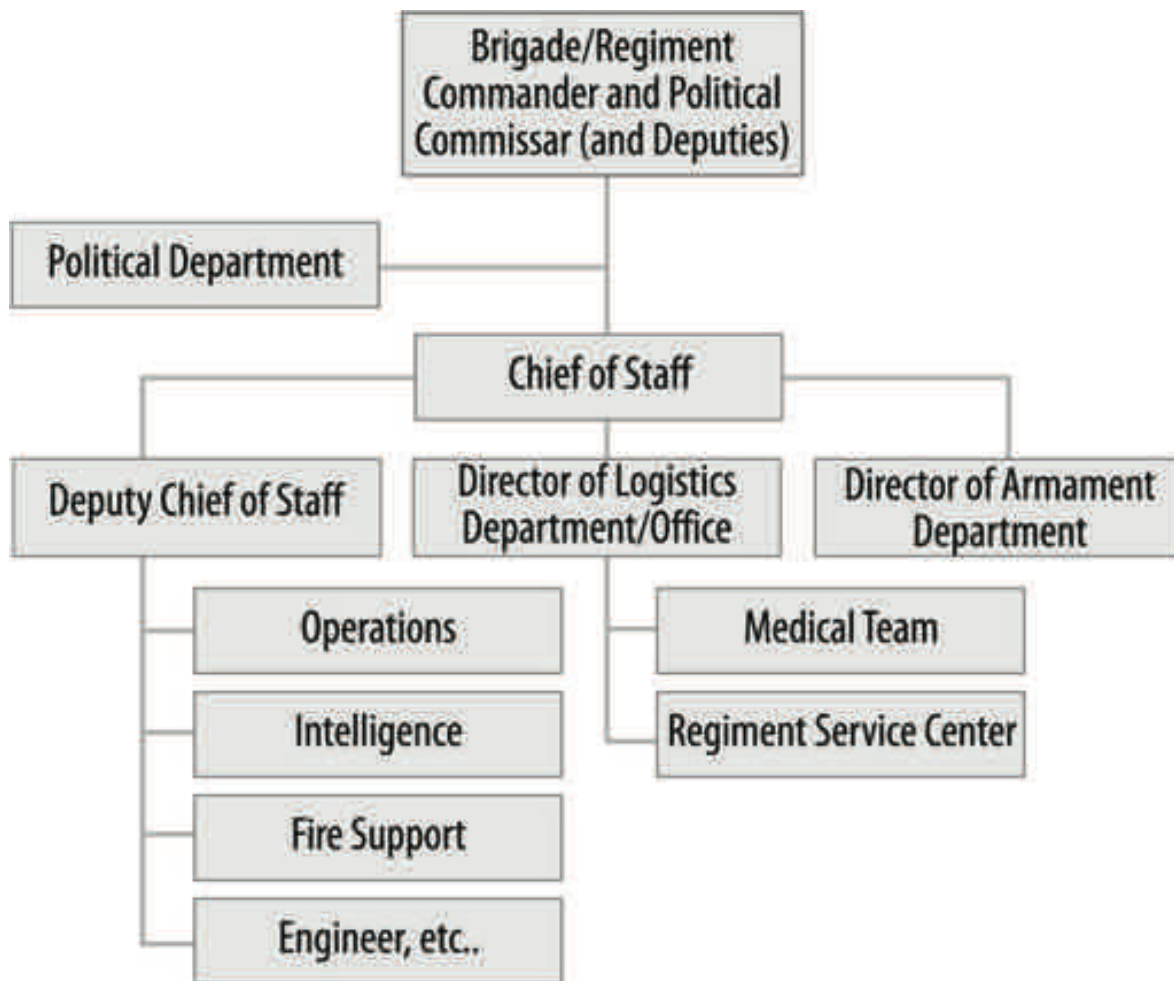 Brigade/Regiment
Commander and Political
Commissar (and Deputies)
Political Department
Chief of Staff
Deputy Chief of Staff
Director of Logistics
Department/Office
Director of Armament
Department
Operations
Intelligence
Fire Support
Engineer, etc..
Medical Team
Regiment Service Center